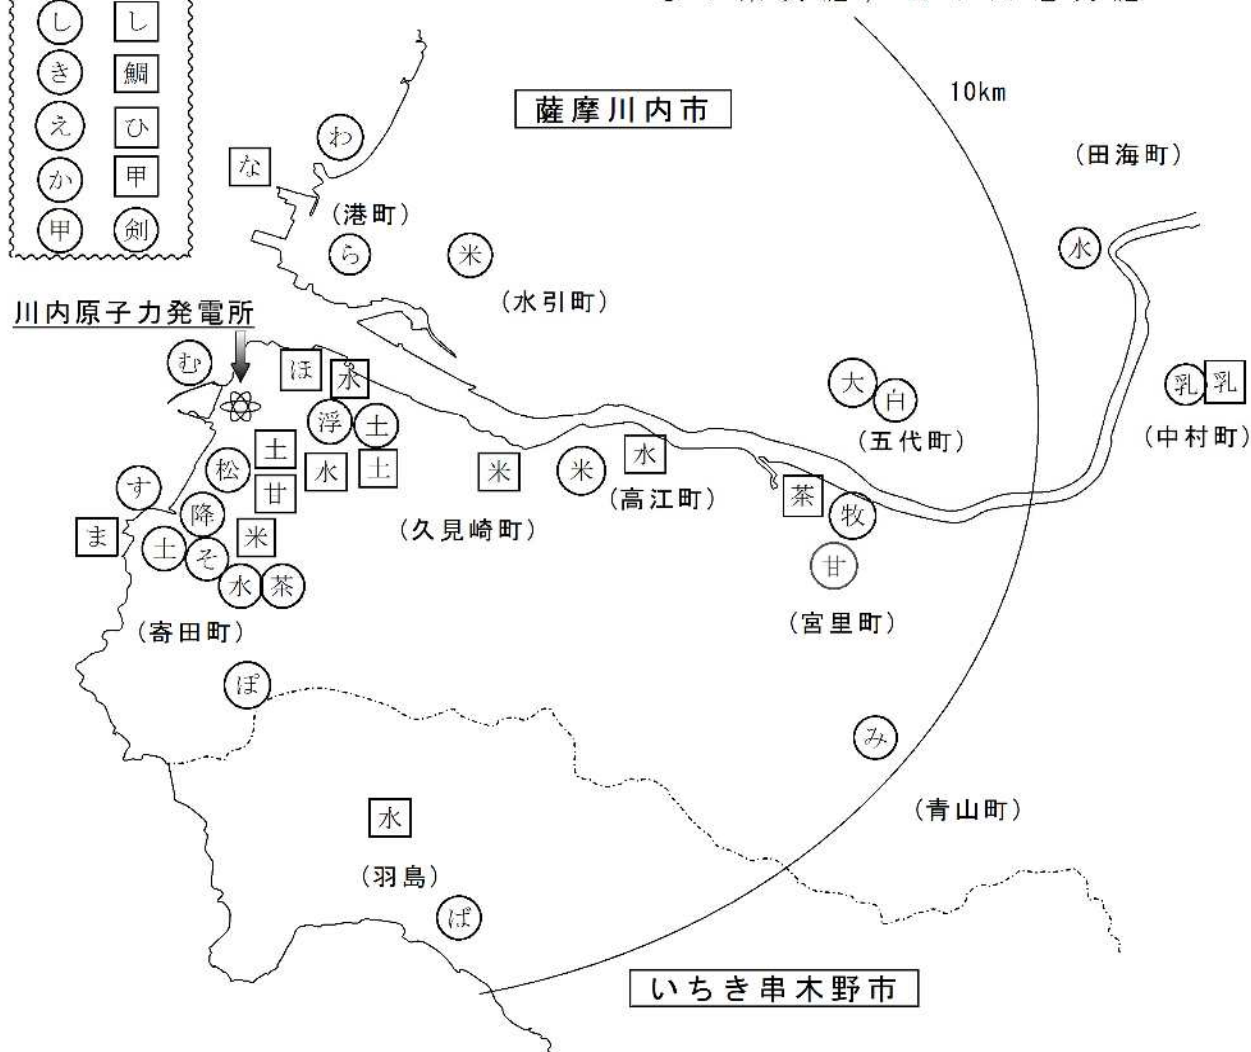 し し
き 鯛
え ひ
か 甲
甲 剣
薩摩川内市
10km
(田海町)
わ
な
(港町)
ら
米
水
(水引町)
川内原子力発電所
む
ほ
水
大
白
乳
乳
(五代町)
(中村町)
浮
土
土
松
甘
水
土
米
米
水
(高江町)
茶
牧
す
降
ま
土
そ
米
(久見崎町)
甘
水
茶
(寄田町)
(宮里町)
ぽ
み
(青山町)
水
(羽島)
ば
いちき串木野市